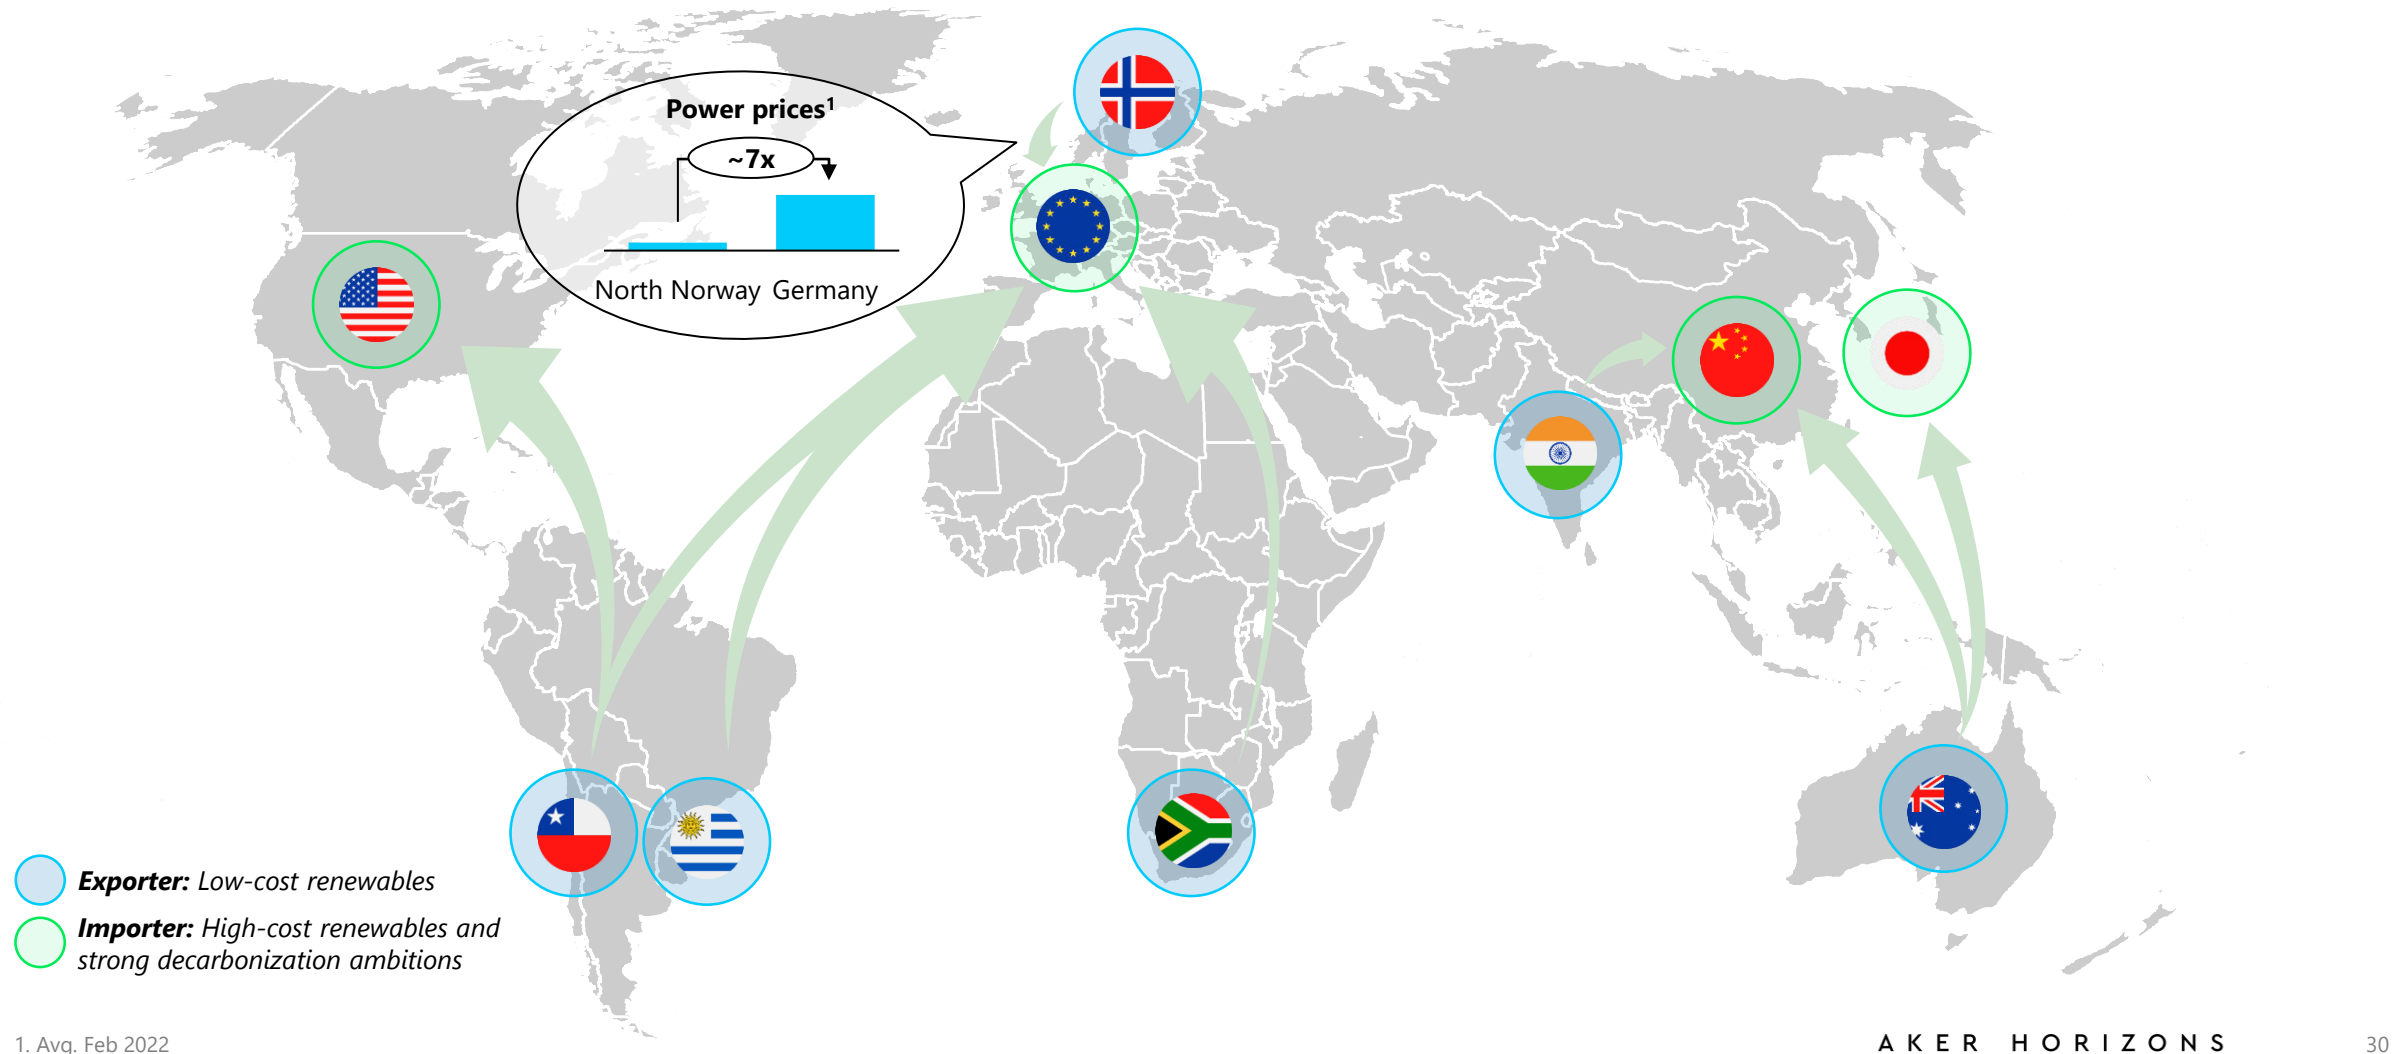 Power prices¹
~7x
North Norway Germany
Exporter: Low-cost renewables
Importer: High-cost renewables and
strong decarbonization ambitions
1. Avg. Feb 2022
AKER HORIZONS
30